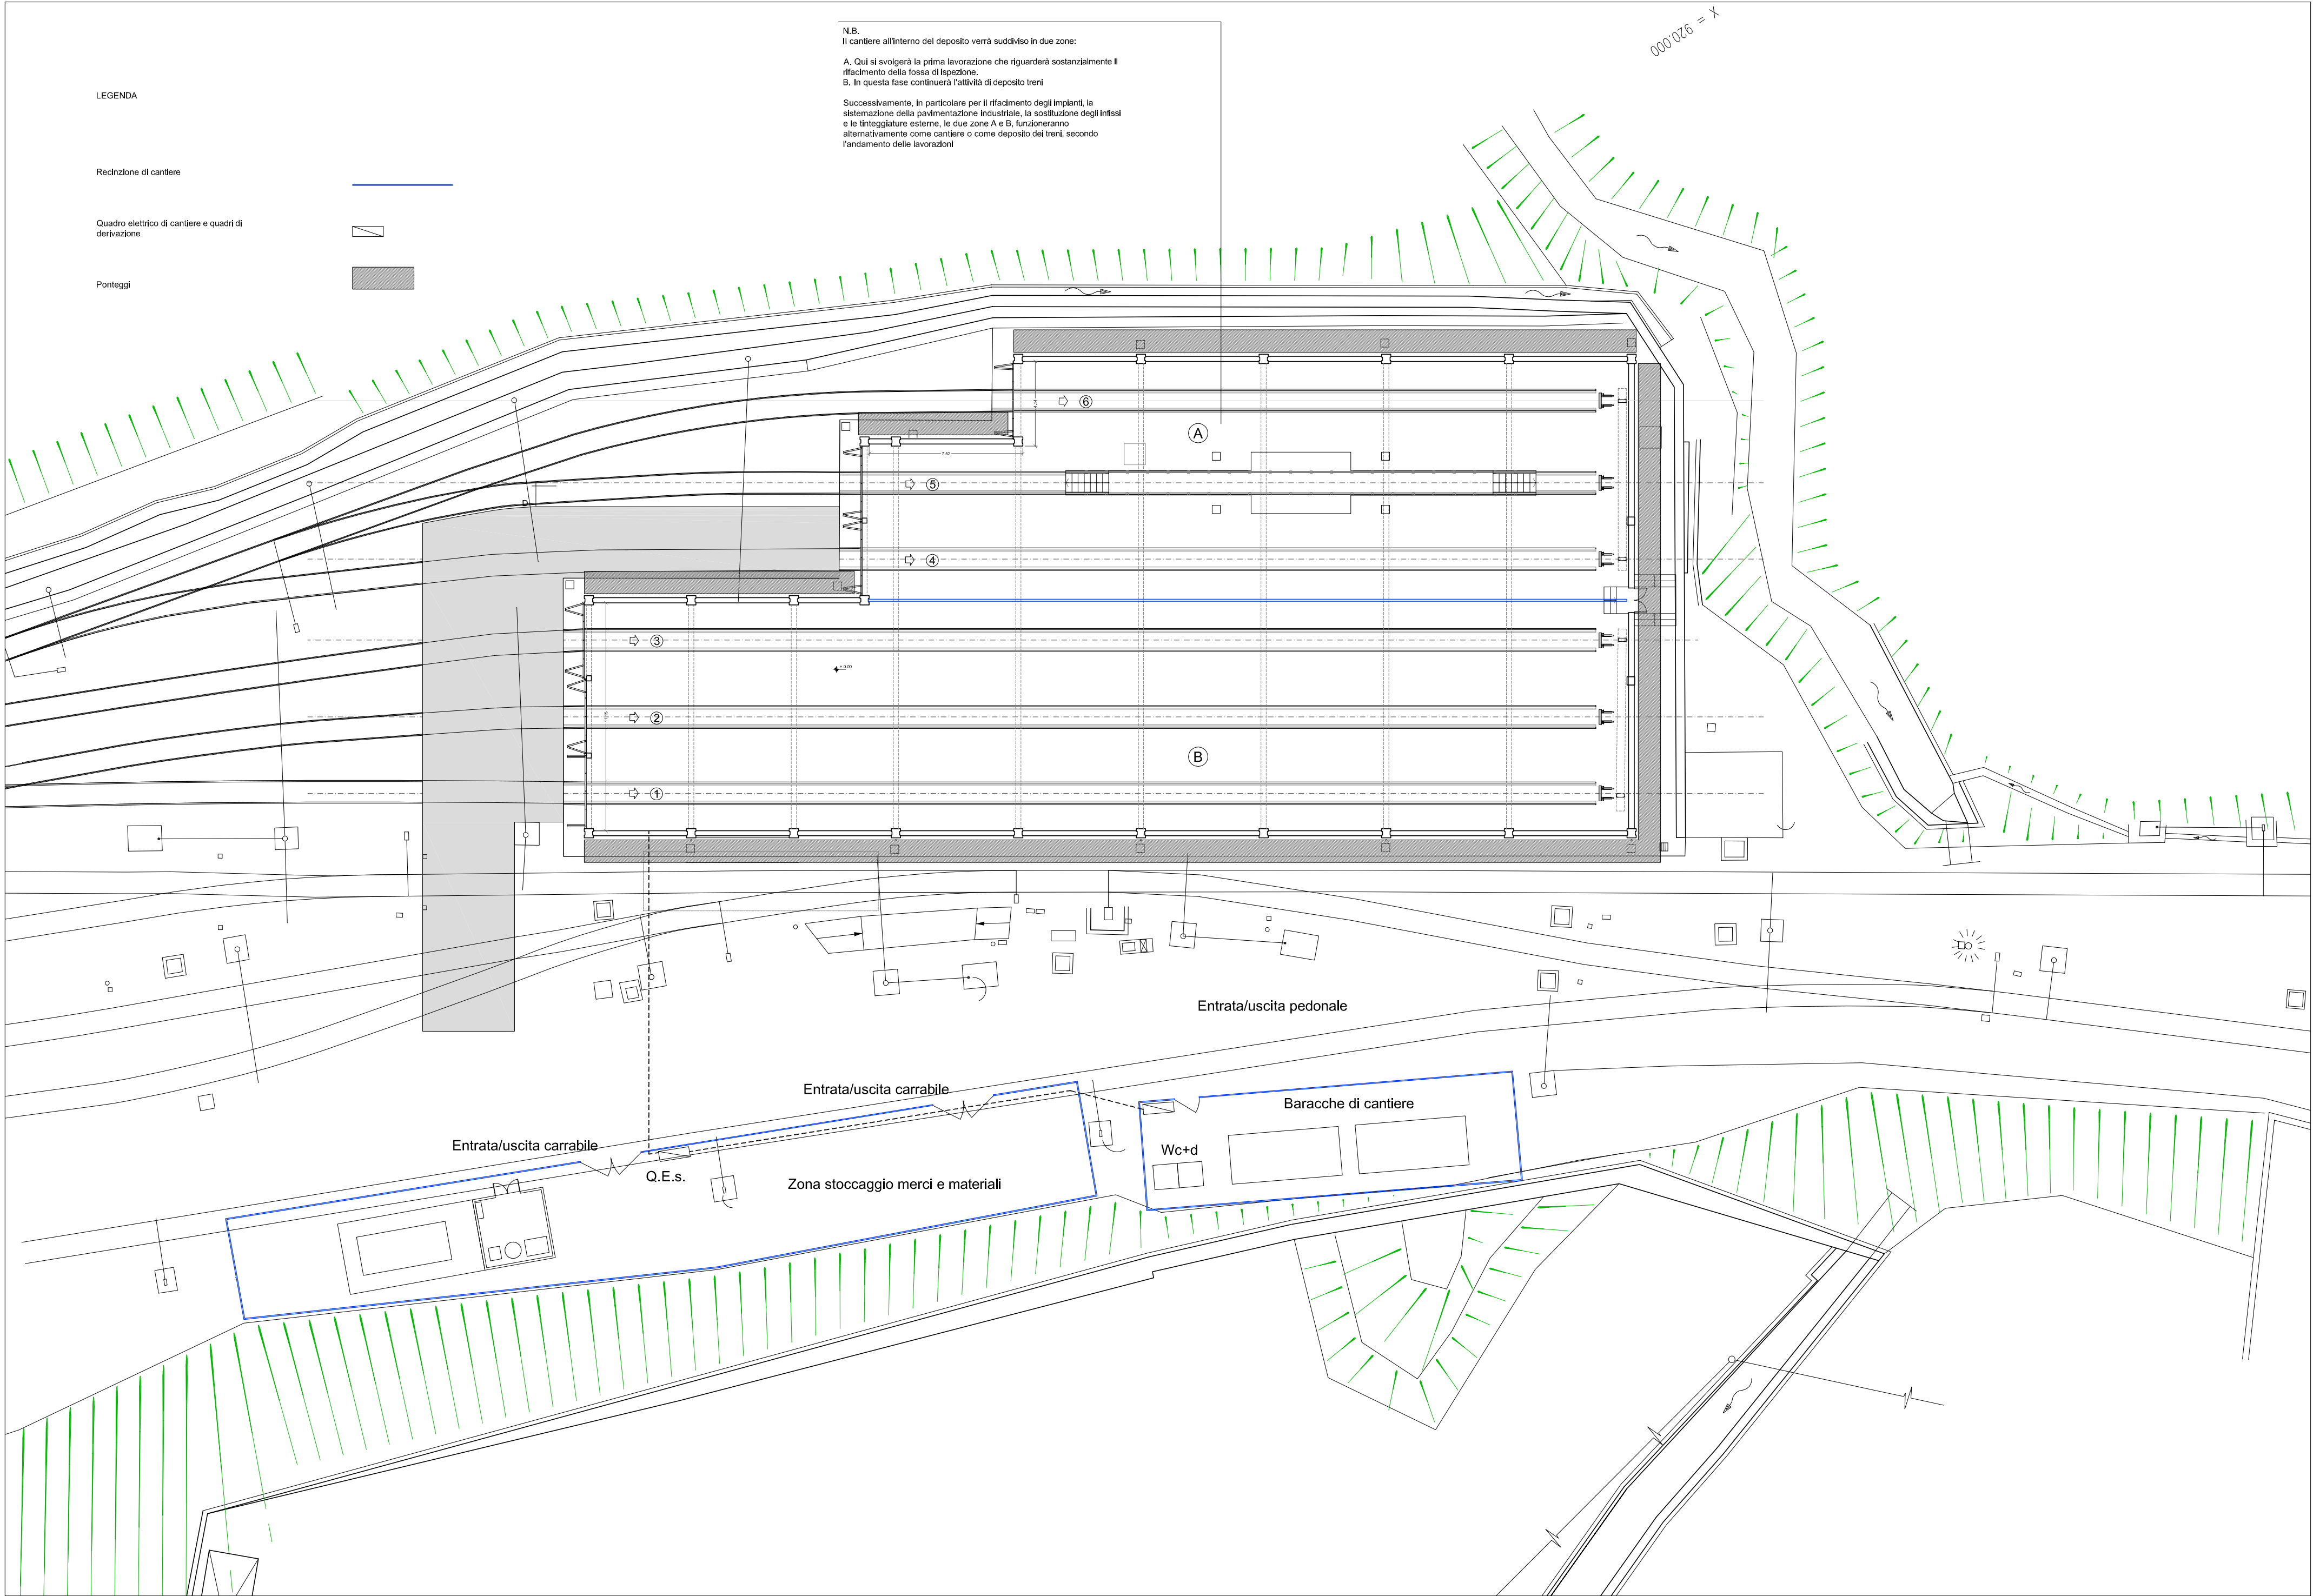 N.B.
Il cantiere all'interno del deposito verrà suddiviso in due zone:
A. Qui si svolgerà la prima lavorazione che riguarderà sostanzialmente il
rifacimento della fossa di ispezione.
B. In questa fase continuerà l'attività di deposito treni
Successivamente, in particolare per il rifacimento degli impianti, la
sistemazione della pavimentazione industriale, la sostituzione degli infissi
e le tinteggiature esterne, le due zone A e B, funzioneranno
alternativamente come cantiere o come deposito dei treni, secondo
l'andamento delle lavorazioni
X = 920.000
LEGENDA
Recinzione di cantiere
Quadro elettrico di cantiere e quadri di
derivazione
Ponteggi
6
A
7.52
5
D
4
3
2
B
1
Entrata/uscita pedonale
Entrata/uscita carrabile
Baracche di cantiere
Entrata/uscita carrabile
Wc+d
Q.E.s.
Zona stoccaggio merci e materiali